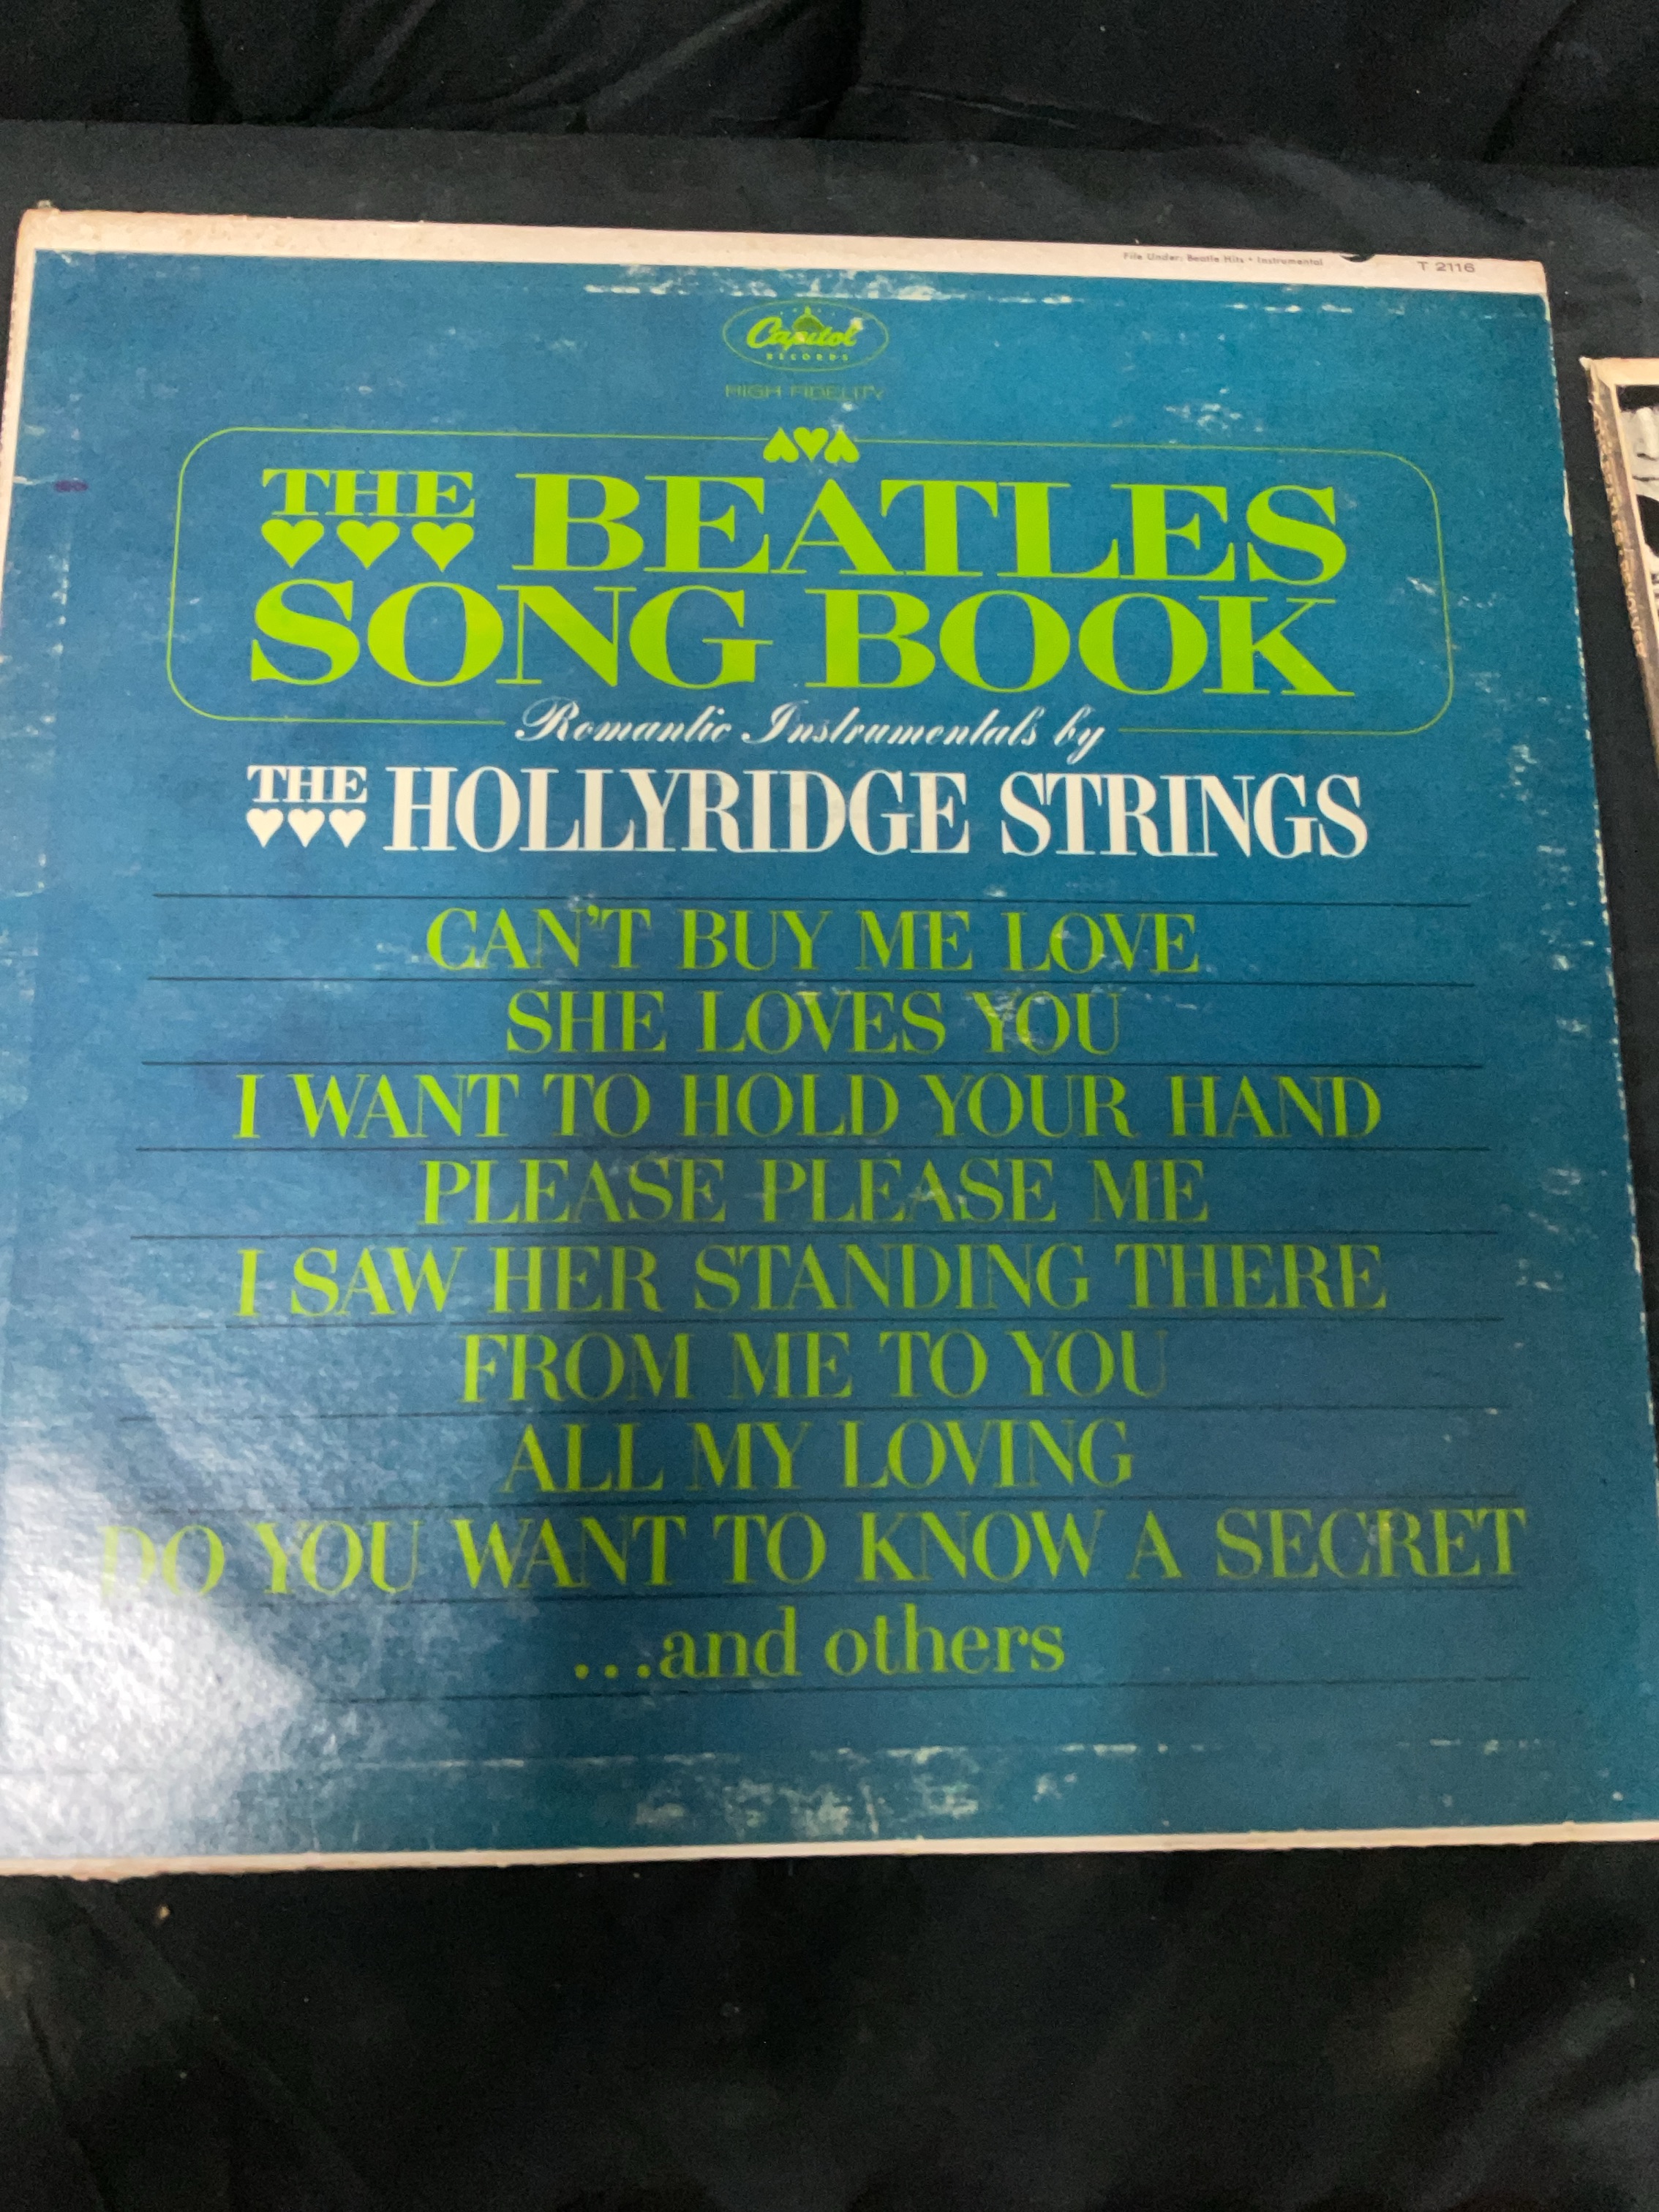 File Under: Beatle Hits • Instrumental T 2116
Capitol
RECORDS
HIGH FIDELITY
THE BEATLES
SONG BOOK
Romantic Instrumentals by
THE HOLLYRIDGE STRINGS
CAN'T BUY ME LOVE
SHE LOVES YOU
I WANT TO HOLD YOUR HAND
PLEASE PLEASE ME
I SAW HER STANDING THERE
FROM ME TO YOU
ALL MY LOVING
DO YOU WANT TO KNOW A SECRET
...and others